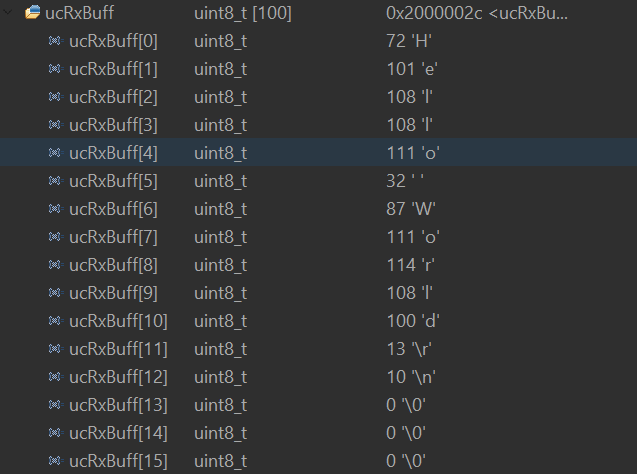 ucRxBuff uint8_t [100] 0x2000002c <ucRxBu...
ucRxBuff[0] uint8_t 72 'H'
ucRxBuff[1] uint8_t 101 'e'
ucRxBuff[2] uint8_t 108 'l'
ucRxBuff[3] uint8_t 108 'l'
ucRxBuff[4] uint8_t 111 'o'
ucRxBuff[5] uint8_t 32 ' '
ucRxBuff[6] uint8_t 87 'W'
ucRxBuff[7] uint8_t 111 'o'
ucRxBuff[8] uint8_t 114 'r'
ucRxBuff[9] uint8_t 108 'l'
ucRxBuff[10] uint8_t 100 'd'
ucRxBuff[11] uint8_t 13 '\r'
ucRxBuff[12] uint8_t 10 '\n'
ucRxBuff[13] uint8_t 0 '\0'
ucRxBuff[14] uint8_t 0 '\0'
ucRxBuff[15] uint8_t 0 '\0'